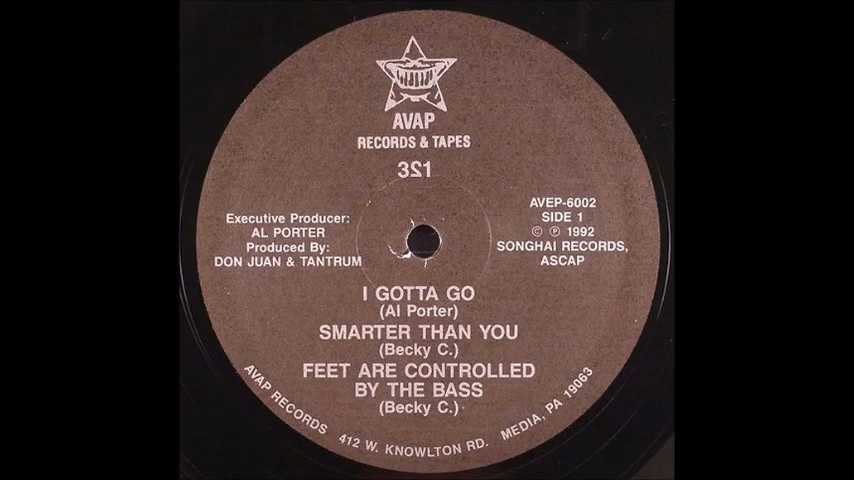 AVAP
RECORDS & TAPES
321
Executive Producer:
AL PORTER
Produced By:
DON JUAN & TANTRUM
AVEP-6002
SIDE 1
© ℗ 1992
SONGHAI RECORDS,
ASCAP
I GOTTA GO
(Al Porter)
SMARTER THAN YOU
(Becky C.)
FEET ARE CONTROLLED
BY THE BASS
(Becky C.)
AVAP RECORDS 412 W. KNOWLTON RD. MEDIA, PA 19063